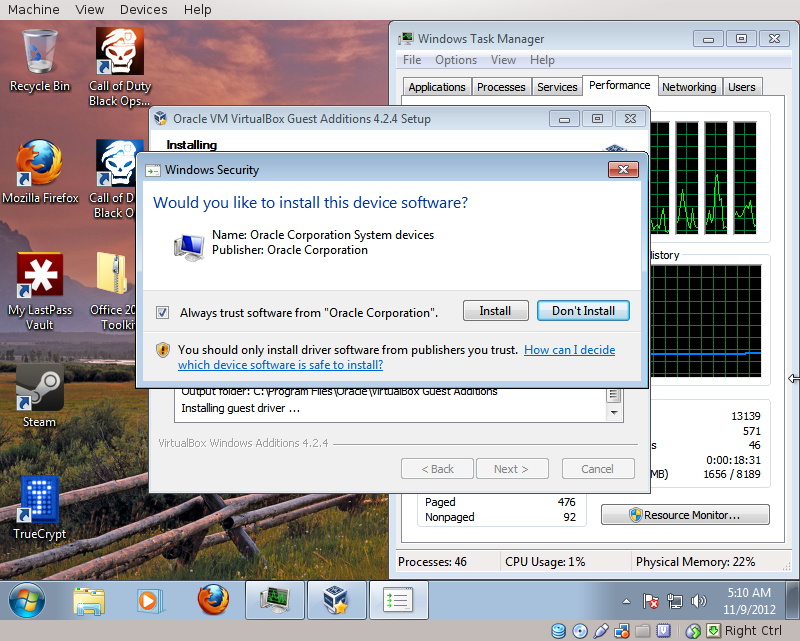 Machine View Devices Help
Recycle Bin
Call of Duty
Black Ops...
Mozilla Firefox
Call of Du
Black O
My LastPass
Vault
Office 20
Toolki
Steam
TrueCrypt
Windows Task Manager
File Options View Help
Applications Processes Services Performance Networking Users
istory
13139
571
s 46
0:00:18:31
MB) 1656 / 8189
Paged 476
Nonpaged 92
Resource Monitor...
Processes: 46 CPU Usage: 1% Physical Memory: 22%
Oracle VM VirtualBox Guest Additions 4.2.4 Setup
Installing
Windows Security
Would you like to install this device software?
Name: Oracle Corporation System devices
Publisher: Oracle Corporation
Always trust software from "Oracle Corporation".
Install Don't Install
You should only install driver software from publishers you trust. How can I decide
which device software is safe to install?
Output folder: C:\Program Files\Oracle\VirtualBox Guest Additions
Installing guest driver ...
VirtualBox Windows Additions 4.2.4
< Back Next > Cancel
5:10 AM
11/9/2012
Right Ctrl